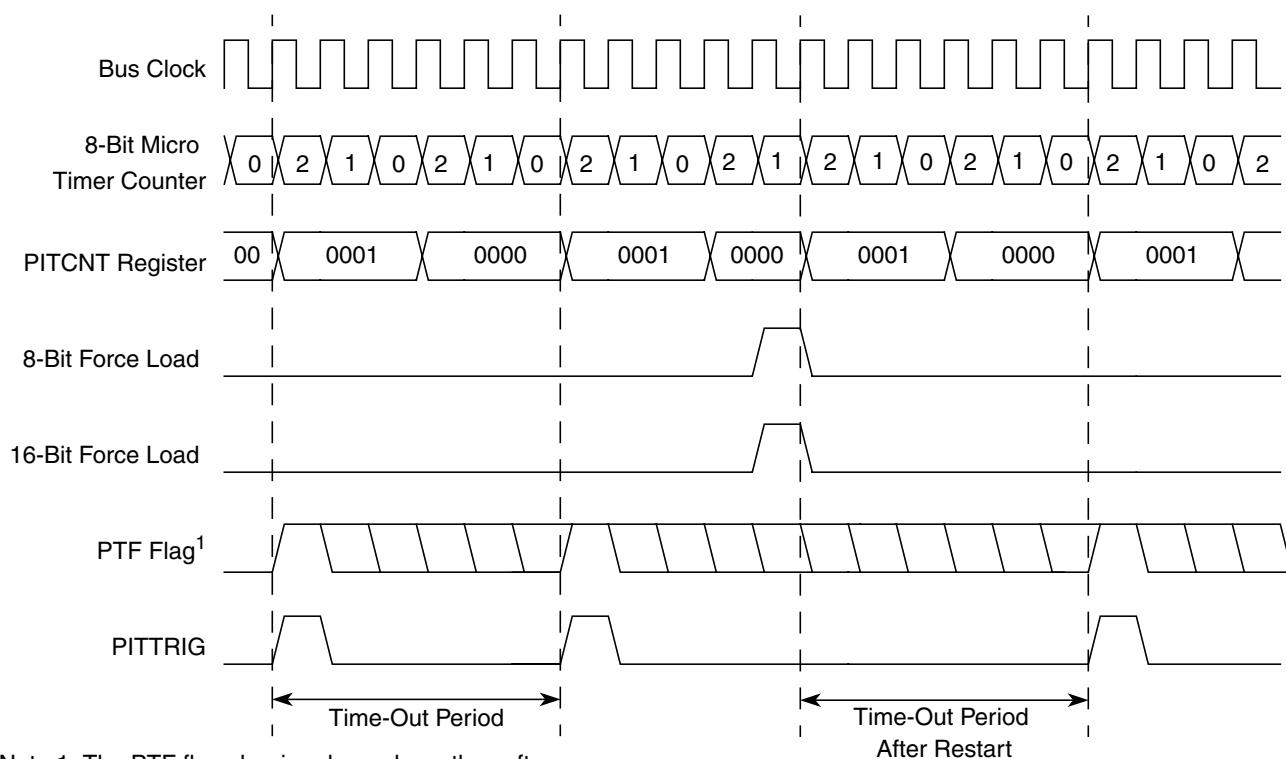 Bus Clock
8-Bit Micro
Timer Counter
0 2 1 0 2 1 0 2 1 0 2 1 2 1 0 2 1 0 2 1 0 2
PITCNT Register
00 0001 0000 0001 0000 0001 0000 0001
8-Bit Force Load
16-Bit Force Load
PTF Flag1
PITTRIG
Time-Out Period
Time-Out Period
After Restart